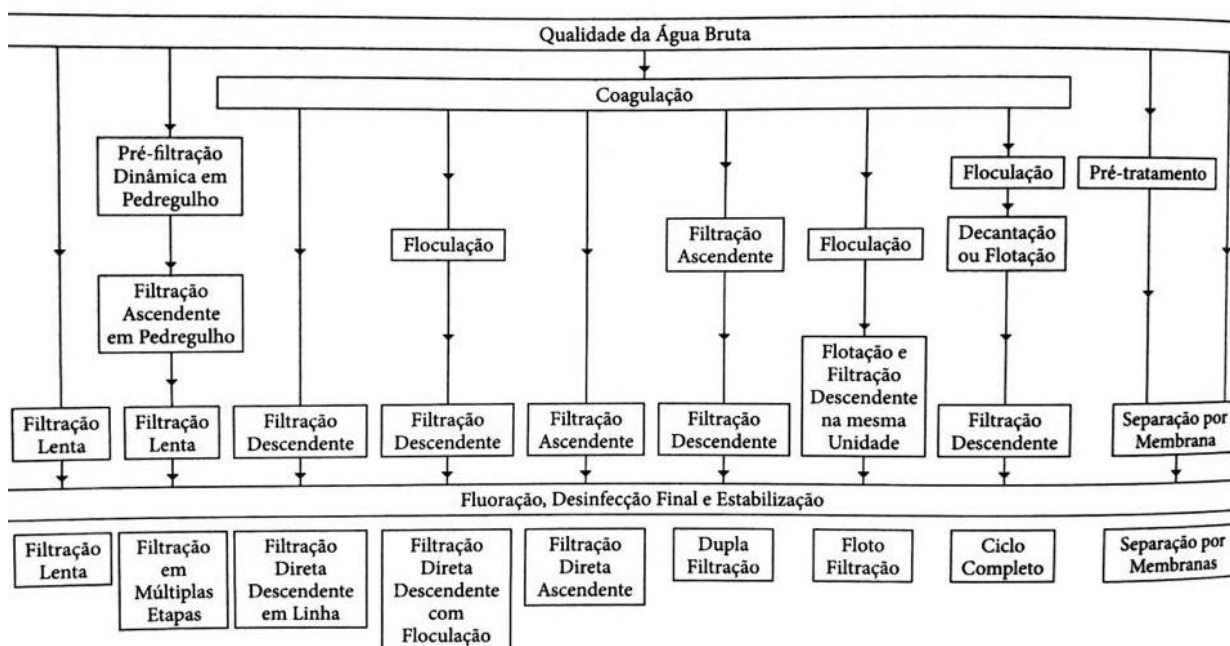 Qualidade da Água Bruta
Coagulação
Pré-filtração
Dinâmica em
Pedregulho
Floculação
Pré-tratamento
Floculação
Filtração
Ascendente
Floculação
Decantação
ou Flotação
Filtração
Ascendente
em Pedregulho
Flotação e
Filtração
Descendente
na mesma
Unidade
Filtração
Lenta
Filtração
Lenta
Filtração
Descendente
Filtração
Descendente
Filtração
Ascendente
Filtração
Descendente
Filtração
Descendente
Separação por
Membrana
Fluoração, Desinfecção Final e Estabilização
Filtração
Lenta
Filtração
em
Múltiplas
Etapas
Filtração
Direta
Descendente
em Linha
Filtração
Direta
Descendente
com
Floculação
Filtração
Direta
Ascendente
Dupla
Filtração
Floto
Filtração
Ciclo
Completo
Separação por
Membranas